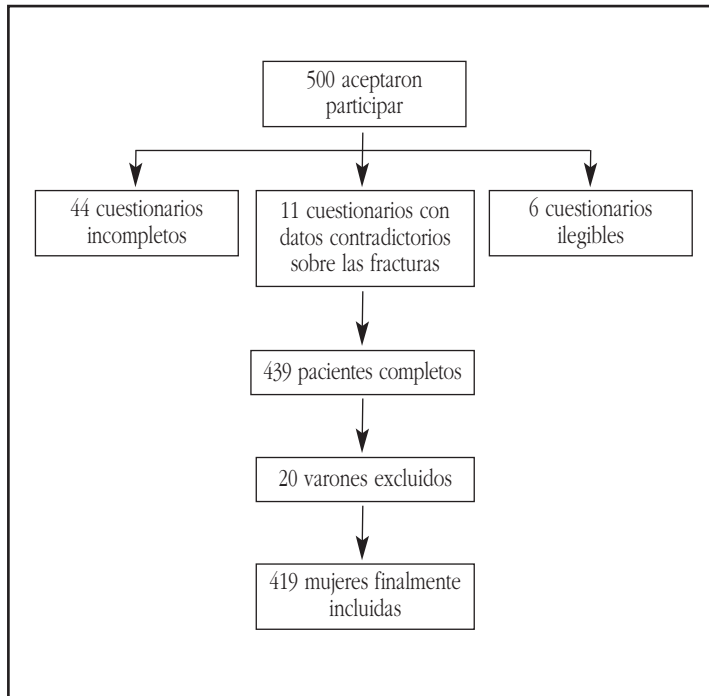 500 aceptaron
participar
44 cuestionarios
incompletos
11 cuestionarios con
datos contradictorios
sobre las fracturas
6 cuestionarios
ilegibles
439 pacientes completos
20 varones excluidos
419 mujeres finalmente
incluidas